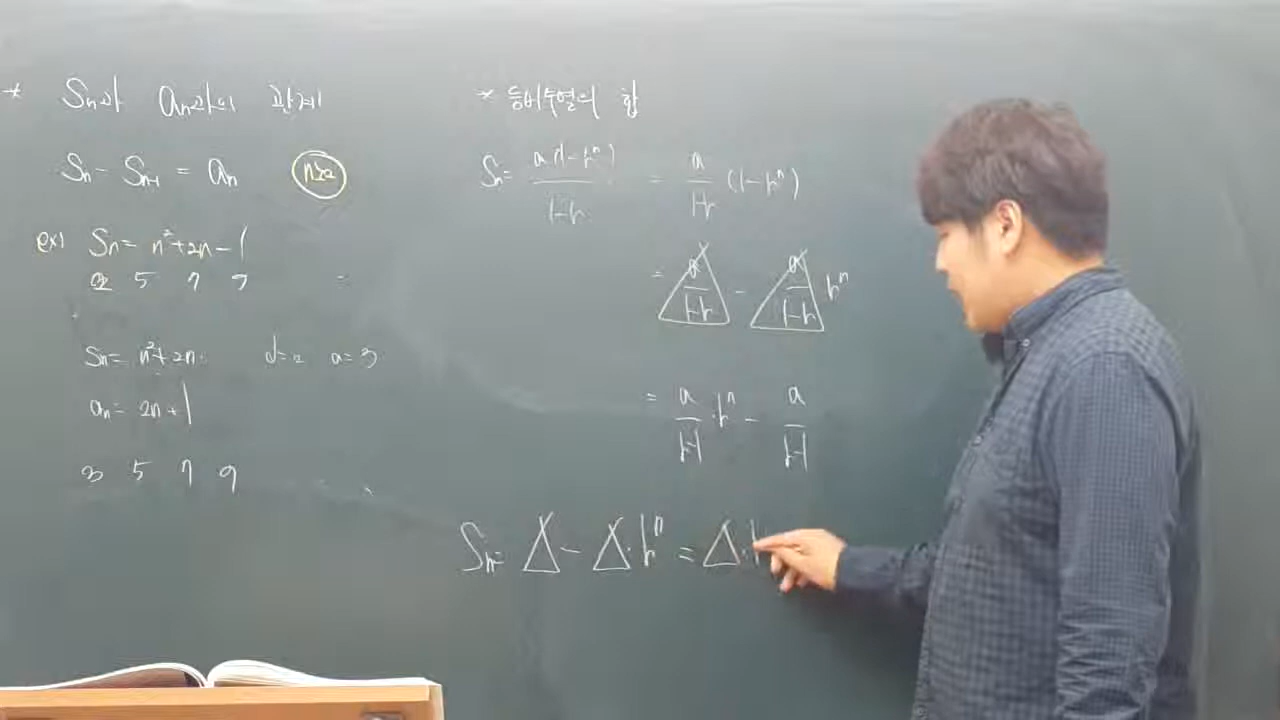 * Sn과 an과의 관계
Sn - Sn-1 = an (n≥2)
ex) Sn = n²+2n-1
2 5 7 9
Sn = n²+2n d=2 a=3
an = 2n+1
3 5 7 9
* 등비수열의 합
Sn = a(1-rⁿ)/1-r = a/1-r (1-rⁿ)
= a/1-r - a/1-r rⁿ
= a/r-1 · rⁿ - a/r-1
Sn = △ - △·rⁿ = △·r